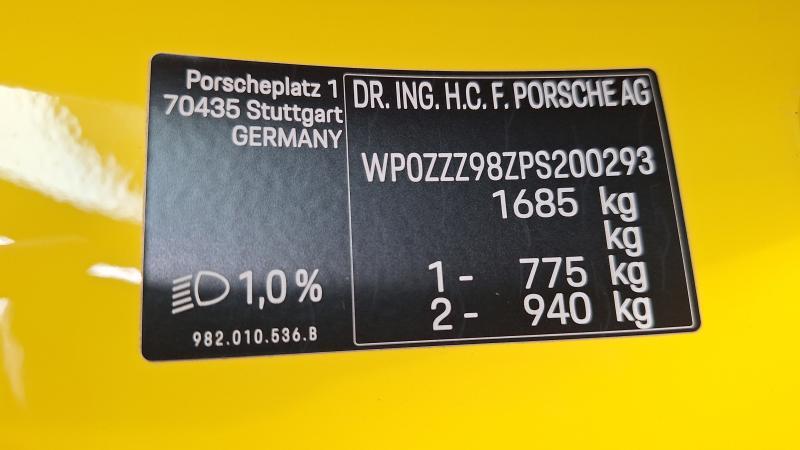 Porscheplatz 1
70435 Stuttgart
GERMANY
1,0 %
982.010.536.B
DR. ING. H.C. F. PORSCHE AG
WP0ZZZ98ZPS200293
1685 kg
kg
1- 775 kg
2- 940 kg